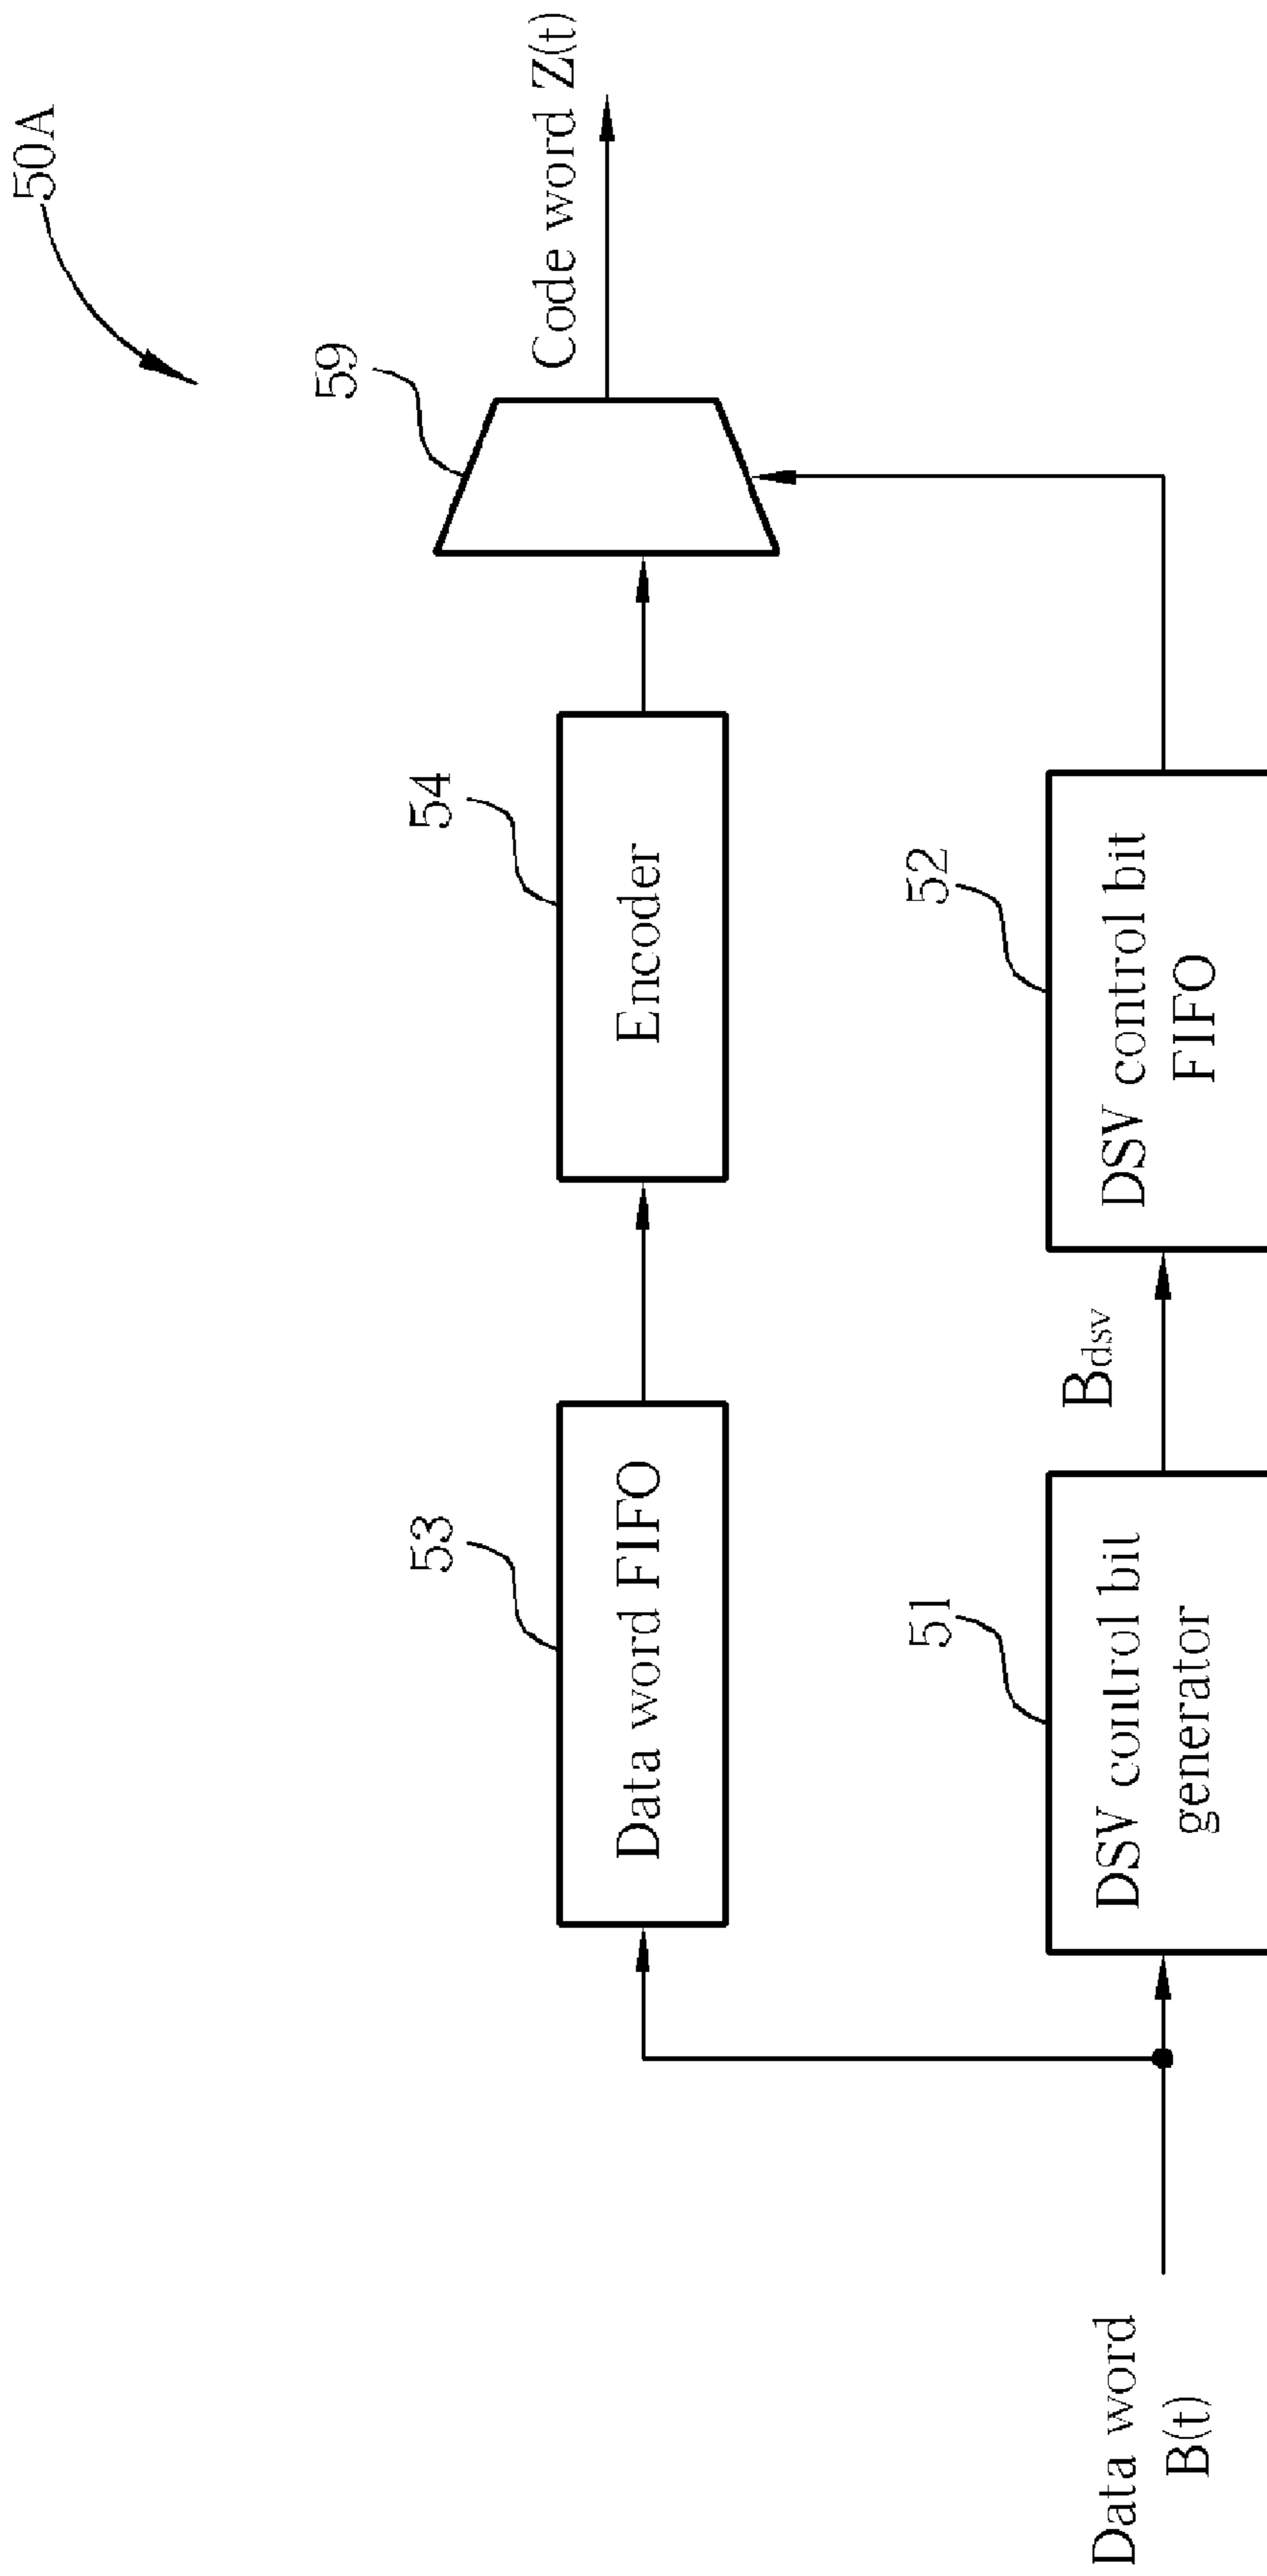 50A
59
Code word Z(t)
54
Encoder
53
Data word FIFO
52
DSV control bit
FIFO
Bdsv
51
DSV control bit
generator
Data word
B(t)